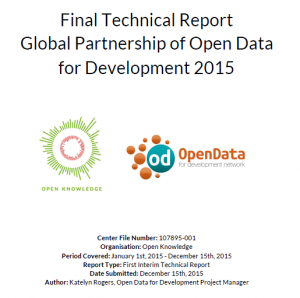 Final Technical Report
Global Partnership of Open Data
for Development 2015
OPEN KNOWLEDGE
od
OpenData
for development network
Center File Number: 107895-001
Organisation: Open Knowledge
Period Covered: January 1st, 2015 - December 15th, 2015
Report Type: First Interim Technical Report
Date Submitted: December 15th, 2015
Author: Katelyn Rogers, Open Data for Development Project Manager